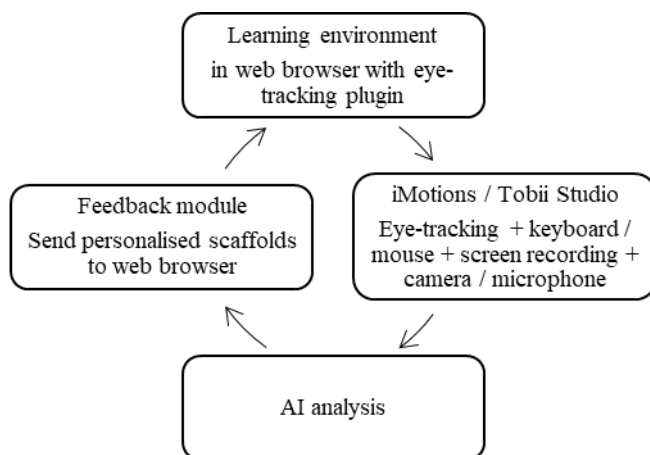 Learning environment
in web browser with eye-
tracking plugin
iMotions / Tobii Studio
Eye-tracking + keyboard /
mouse + screen recording +
camera / microphone
Feedback module
Send personalised scaffolds
to web browser
AI analysis